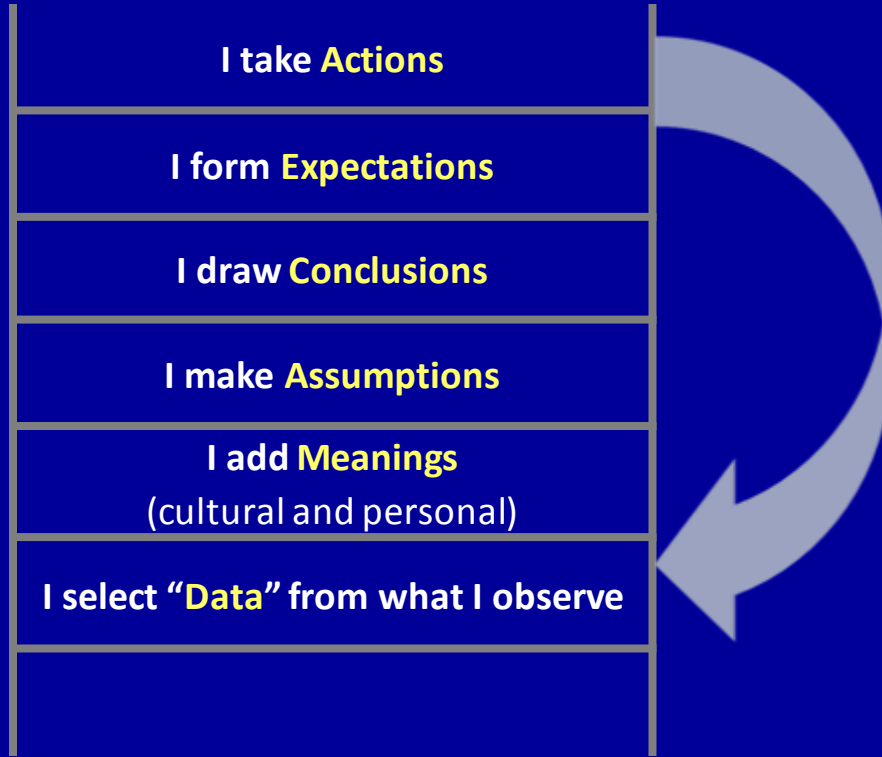 I take Actions
I form Expectations
I draw Conclusions
I make Assumptions
I add Meanings
(cultural and personal)
I select “Data” from what I observe